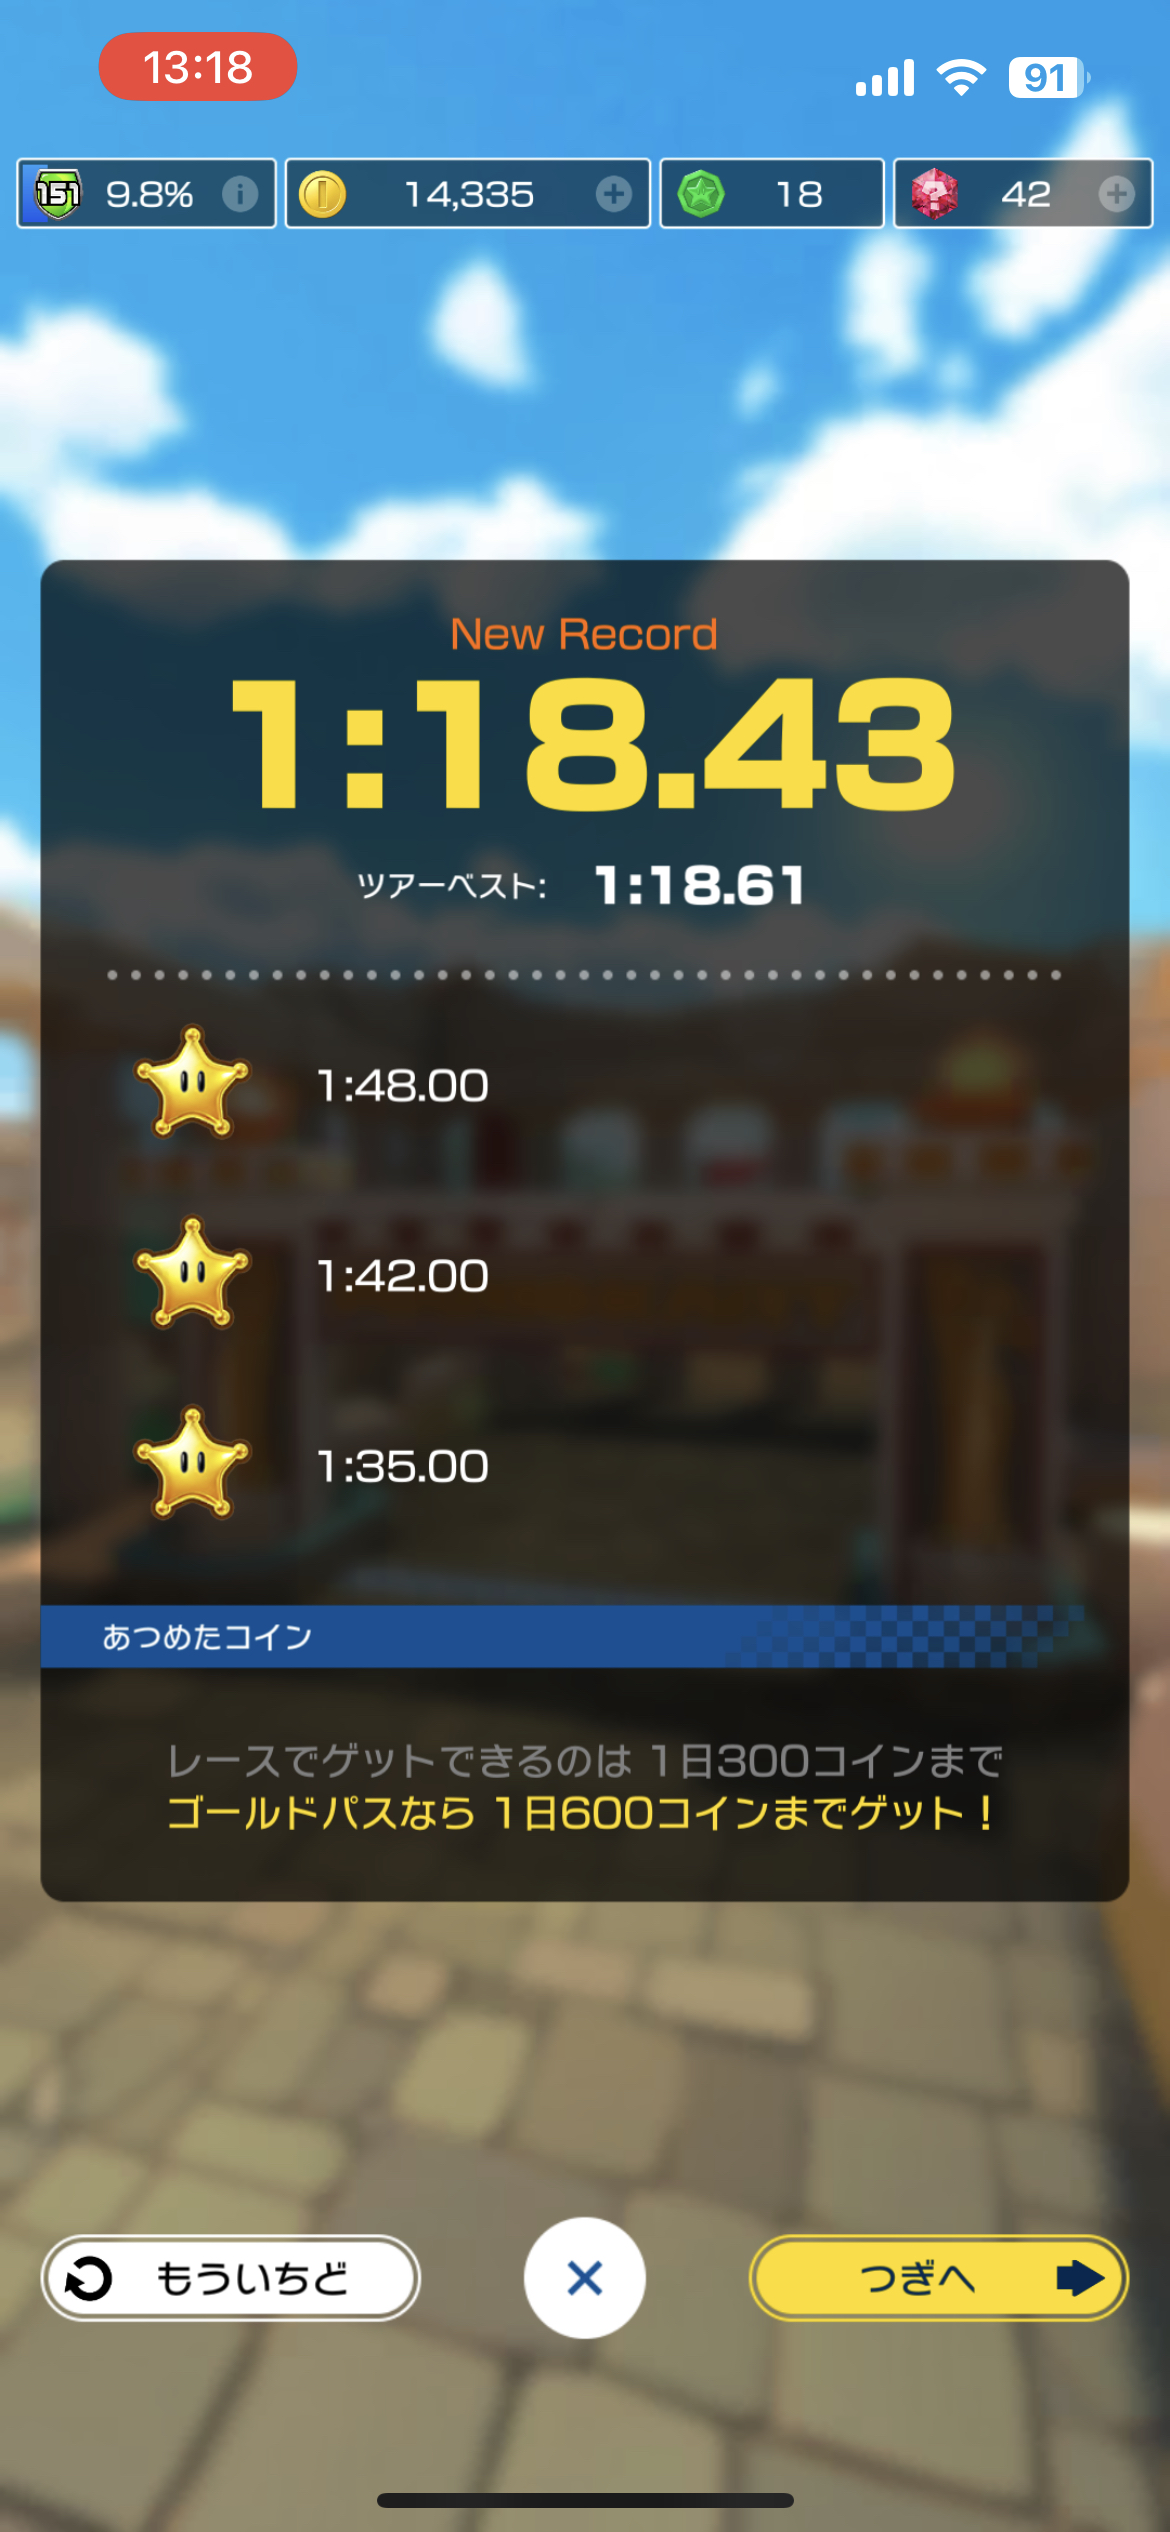 13:18
91
151 9.8% i 14,335 18 42
New Record
1:18.43
ツアーベスト: 1:18.61
1:48.00
1:42.00
1:35.00
あつめたコイン
レースでゲットできるのは 1日300コインまで
ゴールドパスなら 1日600コインまでゲット！
もういちど
つぎへ